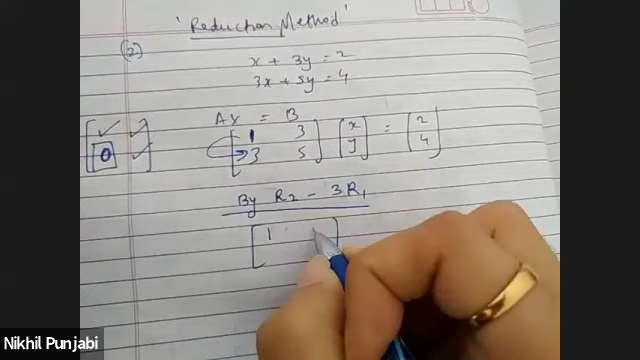 'Reduction Method'
(2)
x + 3y = 2
3x + 5y = 4
AX = B
[1 3
3 5] [x
y] = [2
4]
[✓ ✓
0 ✓]
By R2 - 3R1
[1
Nikhil Punjabi